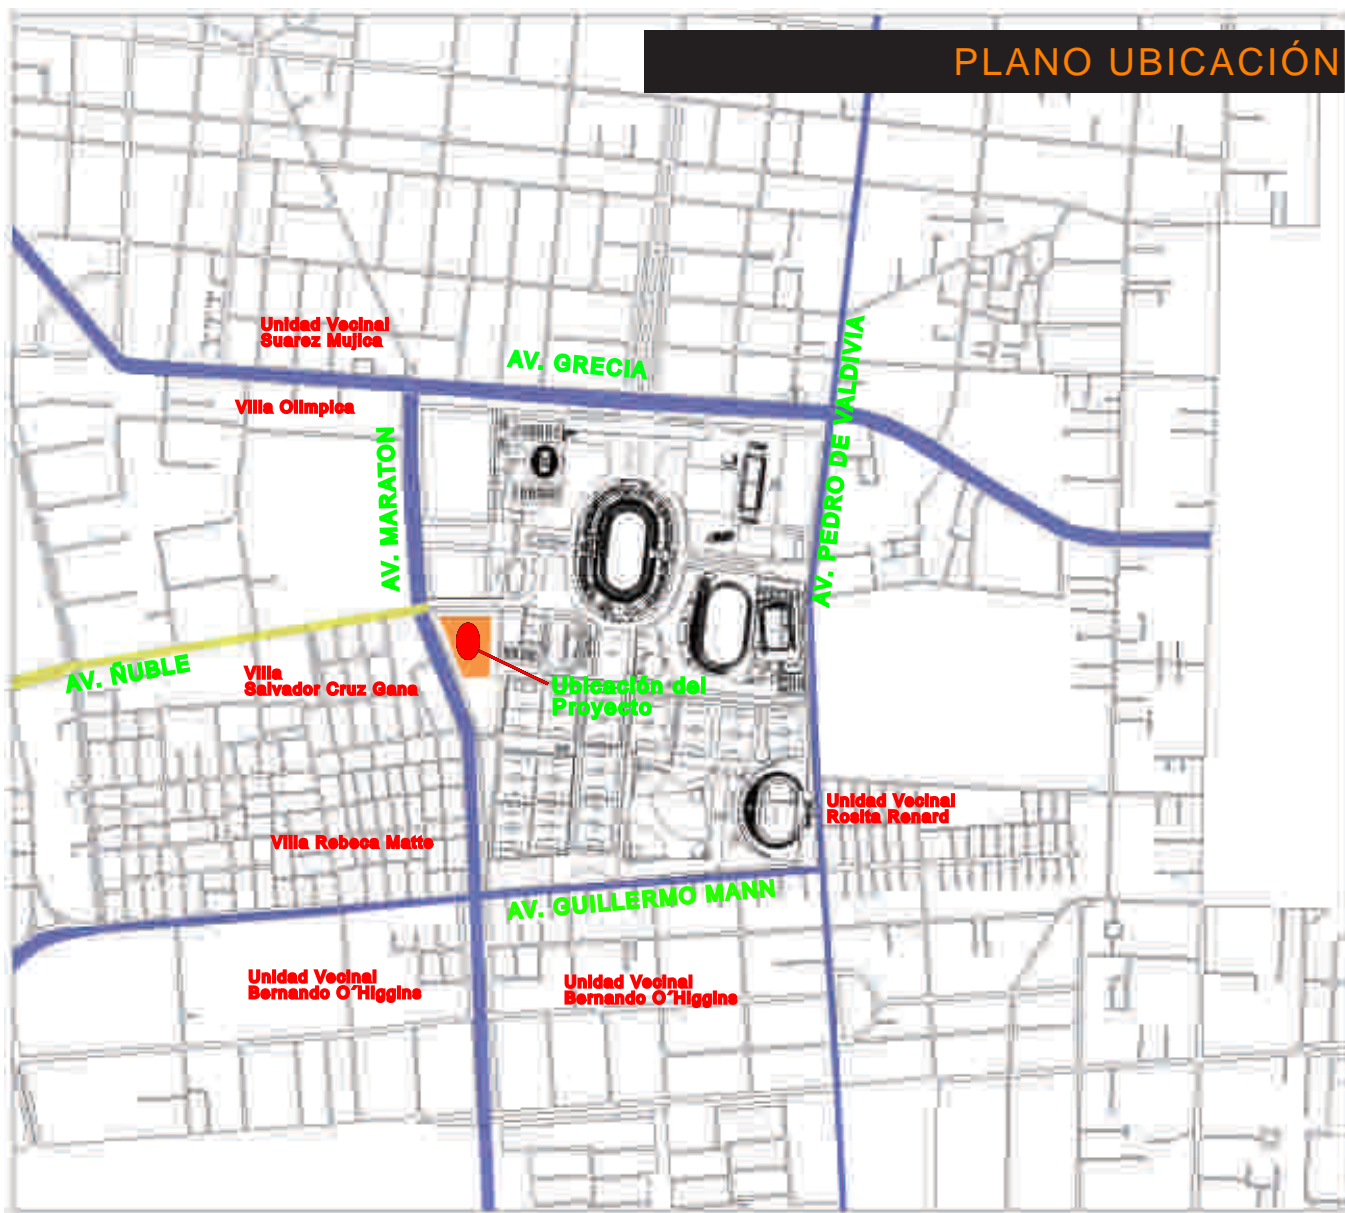 PLANO UBICACIÓN
Unidad Vecinal
Suarez Mujica
AV. GRECIA
AV. PEDRO DE VALDIVIA
Villa Olimpica
AV. MARATON
AV. ÑUBLE
Villa
Salvador Cruz Gana
Ubicación del
Proyecto
Unidad Vecinal
Rosita Renard
Villa Rebeca Matte
AV. GUILLERMO MANN
Unidad Vecinal
Bernando O´Higgins
Unidad Vecinal
Bernando O´Higgins